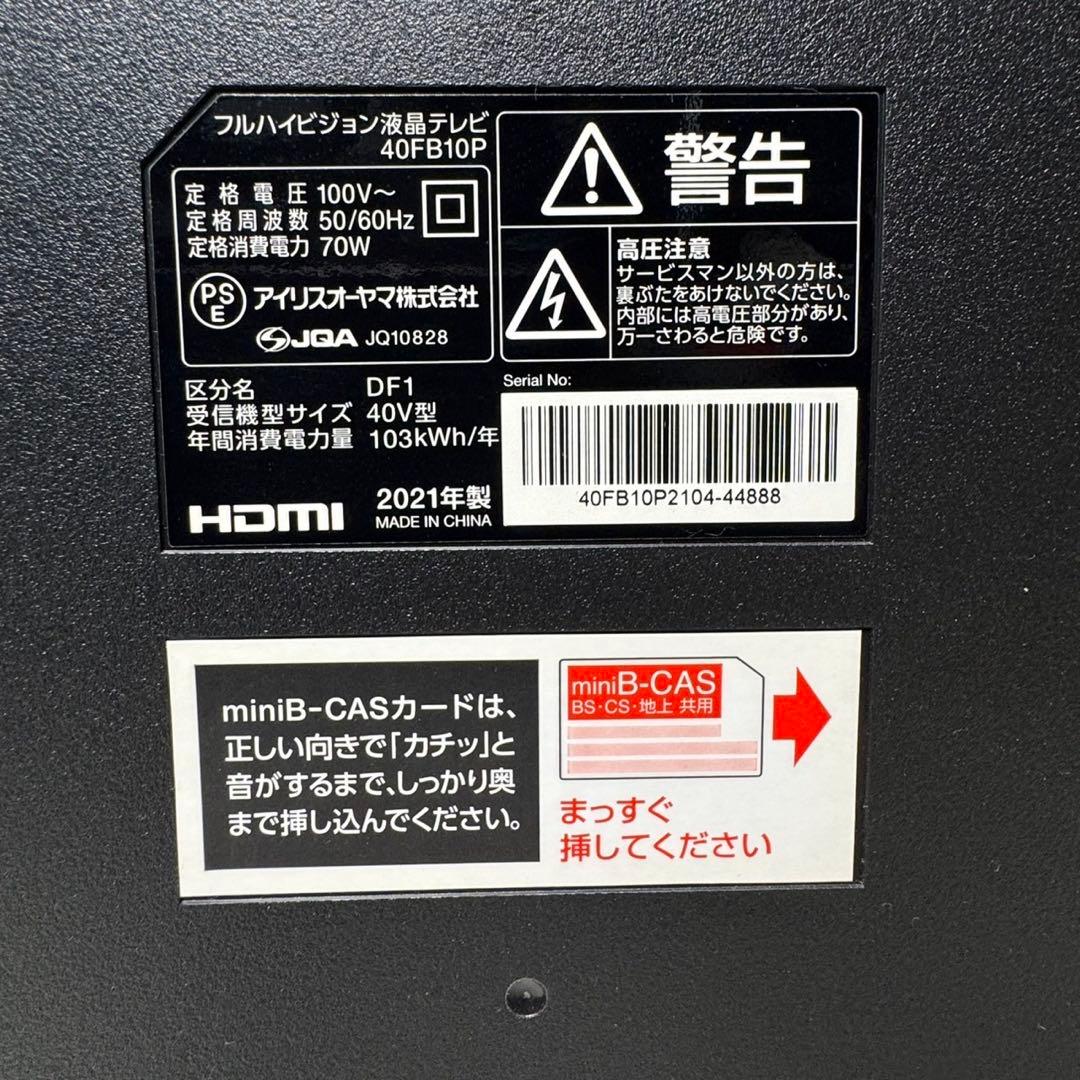 フルハイビジョン液晶テレビ
40FB10P
定格電圧 100V～
定格周波数 50/60Hz
定格消費電力 70W
PSE アイリスオーヤマ株式会社
JQA JQ10828
区分名 DF1
受信機型サイズ 40V型
年間消費電力量 103kWh/年
HDMI
2021年製
MADE IN CHINA
警告
高圧注意
サービスマン以外の方は、
裏ぶたをあけないでください。
内部には高電圧部分があり、
万一さわると危険です。
Serial No:
40FB10P2104-44888
miniB-CASカードは、
正しい向きで「カチッ」と
音がするまで、しっかり奥
まで挿し込んでください。
miniB-CAS
BS・CS・地上 共用
まっすぐ
挿してください